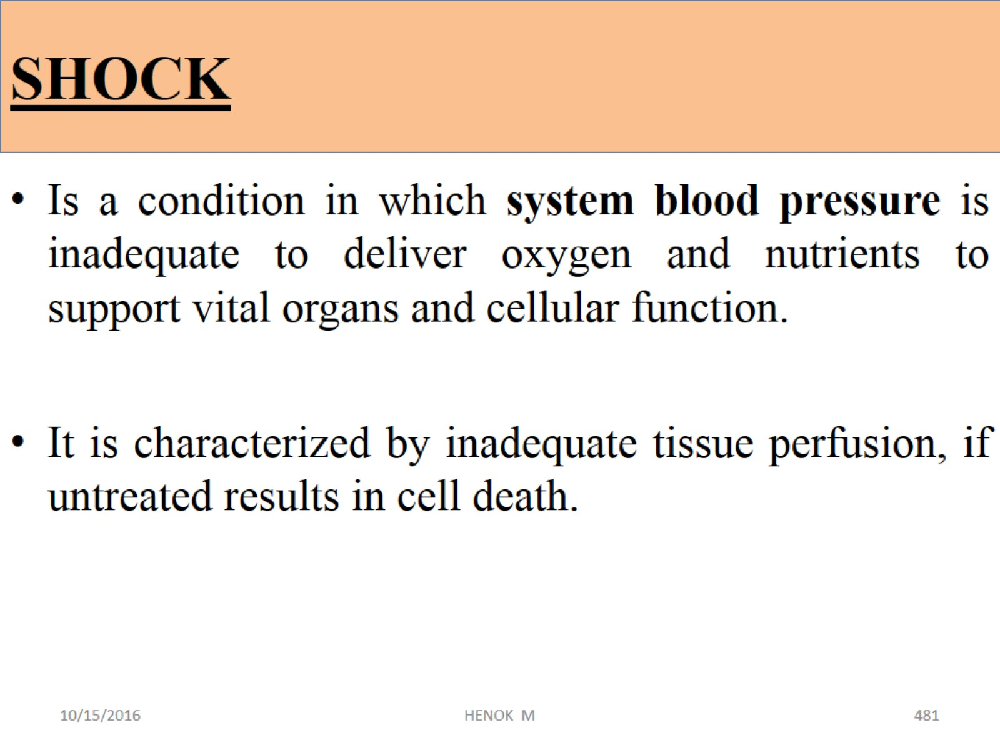 SHOCK
• Is a condition in which system blood pressure is
inadequate to deliver oxygen and nutrients to
support vital organs and cellular function.
• It is characterized by inadequate tissue perfusion, if
untreated results in cell death.
10/15/2016 HENOK M 481